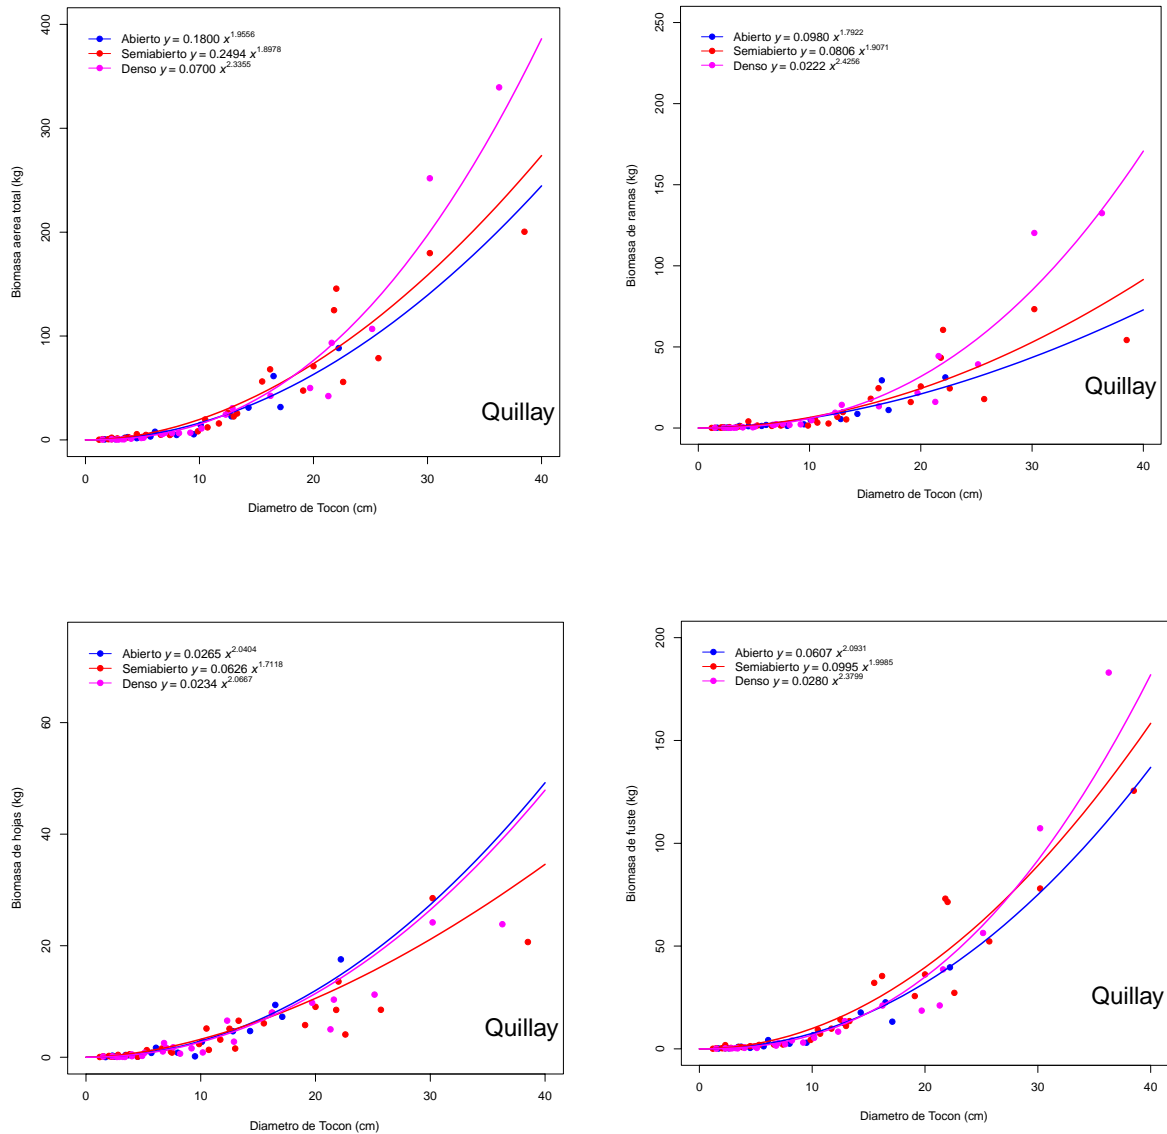 Abierto y = 0.1800 x^1.9556
Semiabierto y = 0.2494 x^1.8978
Denso y = 0.0700 x^2.3355
400
300
200
100
0
Biomasa aerea total (kg)
Quillay
0 10 20 30 40
Diametro de Tocon (cm)
Abierto y = 0.0980 x^1.7922
Semiabierto y = 0.0806 x^1.9071
Denso y = 0.0222 x^2.4256
250
200
150
100
50
0
Biomasa de ramas (kg)
Quillay
0 10 20 30 40
Diametro de Tocon (cm)
Abierto y = 0.0265 x^2.0404
Semiabierto y = 0.0626 x^1.7118
Denso y = 0.0234 x^2.0667
60
40
20
0
Biomasa de hojas (kg)
Quillay
0 10 20 30 40
Diametro de Tocon (cm)
Abierto y = 0.0607 x^2.0931
Semiabierto y = 0.0995 x^1.9985
Denso y = 0.0280 x^2.3799
200
150
100
50
0
Biomasa de fuste (kg)
Quillay
0 10 20 30 40
Diametro de Tocon (cm)